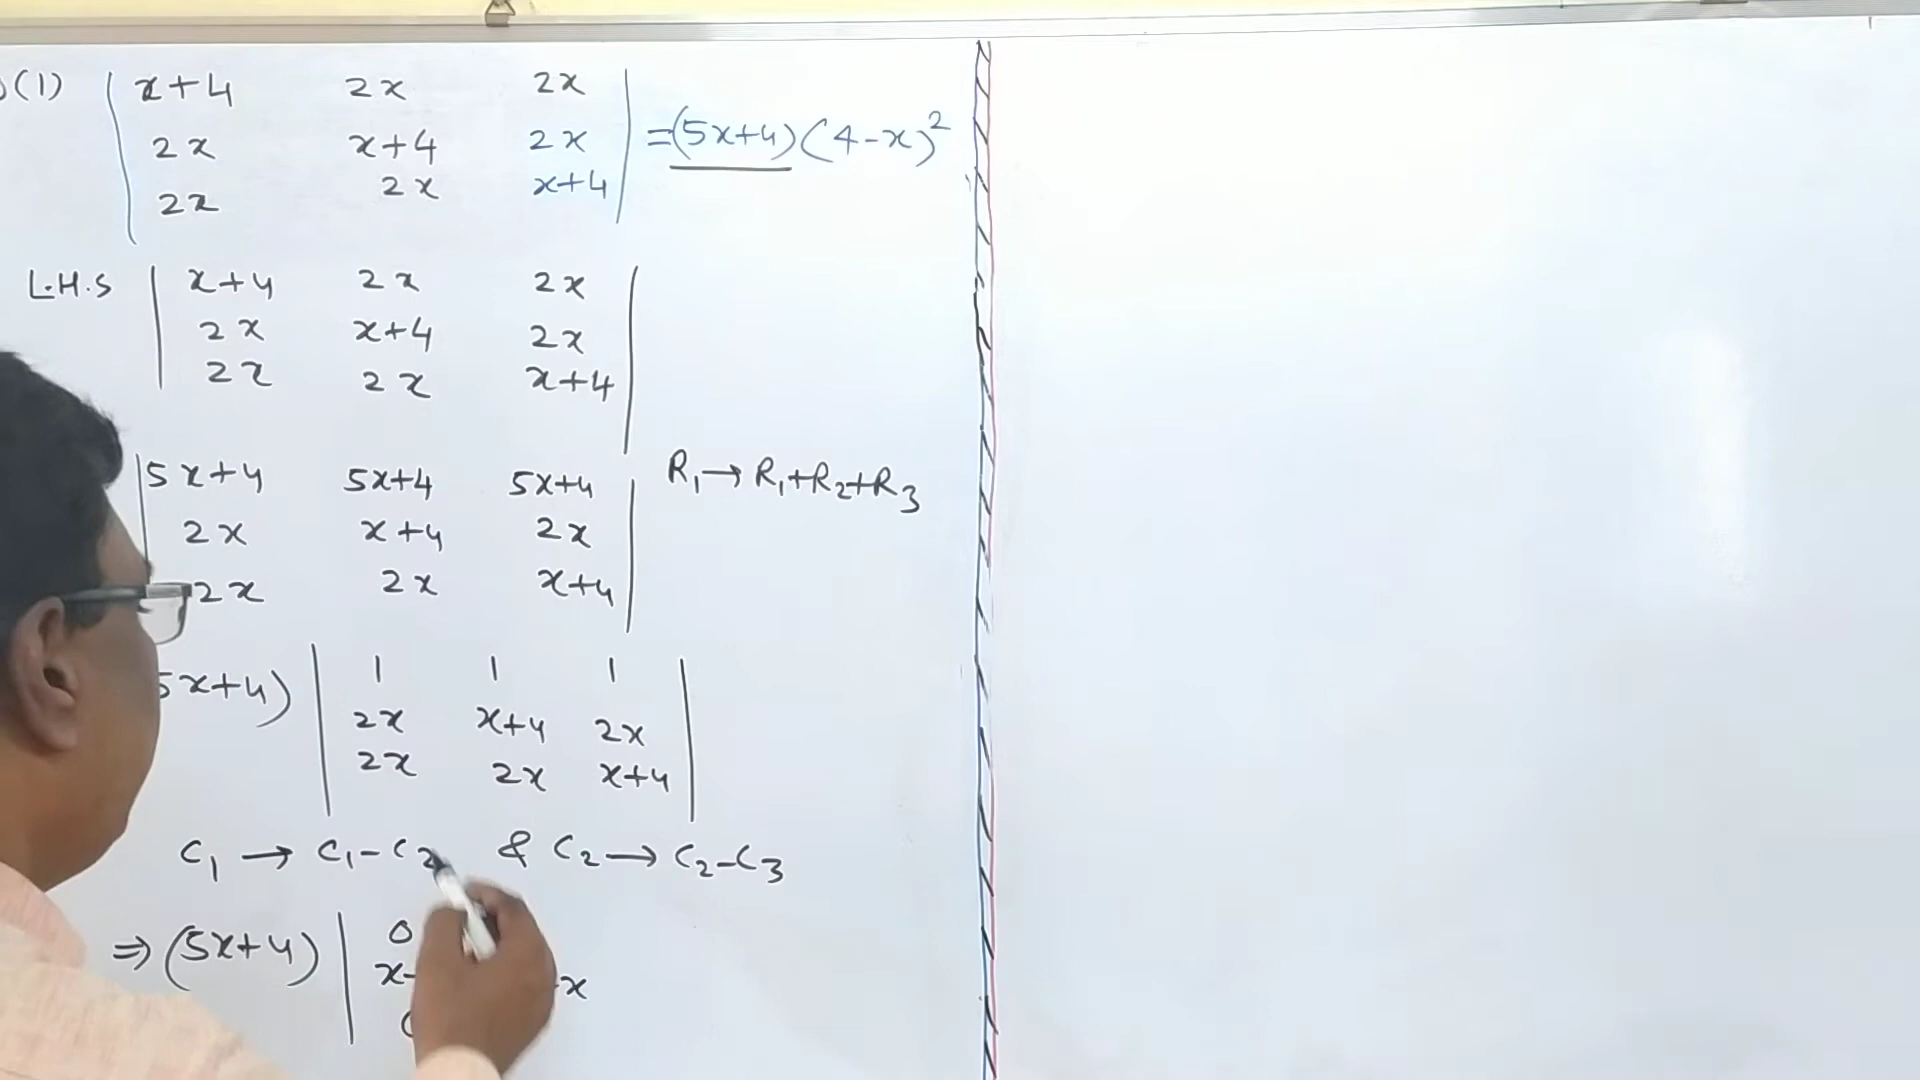 (1) | x+4 2x 2x |
| 2x x+4 2x | =(5x+4)(4-x)²
| 2x 2x x+4 |
L.H.S | x+4 2x 2x |
| 2x x+4 2x |
| 2x 2x x+4 |
| 5x+4 5x+4 5x+4 | R₁→R₁+R₂+R₃
| 2x x+4 2x |
| 2x 2x x+4 |
5x+4) | 1 1 1 |
| 2x x+4 2x |
| 2x 2x x+4 |
C₁ → C₁-C₂ & C₂→ C₂-C₃
⇒(5x+4) | 0
x- -x